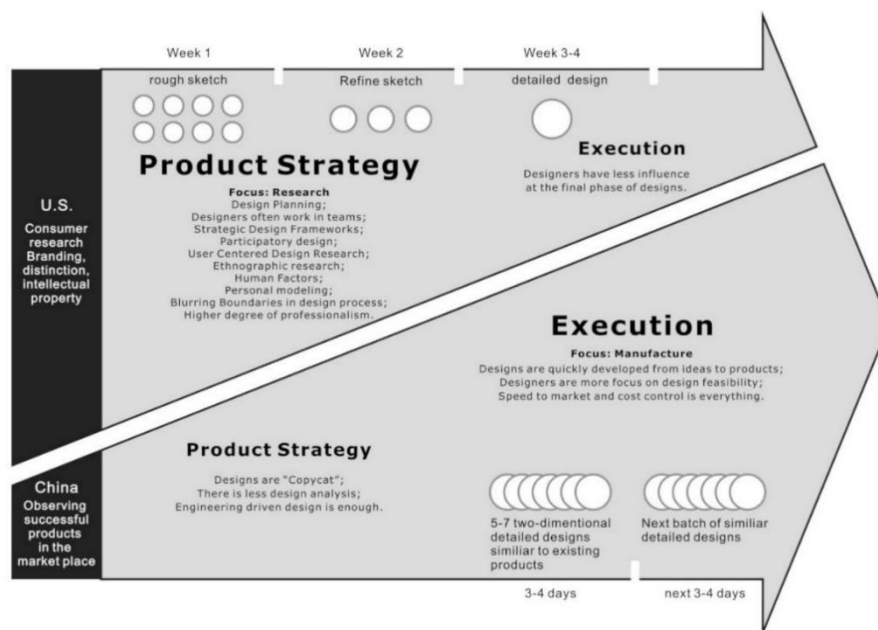 Week 1
Week 2
Week 3-4
rough sketch
Refine sketch
detailed design
Product Strategy
Focus: Research
Design Planning;
Designers often work in teams;
Strategic Design Frameworks;
Participatory design;
User Centered Design Research;
Ethnographic research;
Human Factors;
Personal modeling;
Blurring Boundaries in design process;
Higher degree of professionalism.
Execution
Designers have less influence
at the final phase of designs.
U.S.
Consumer
research
Branding,
distinction,
intellectual
property
Execution
Focus: Manufacture
Designs are quickly developed from ideas to products;
Designers are more focus on design feasibility;
Speed to market and cost control is everything.
Product Strategy
Designs are “Copycat”;
There is less design analysis;
Engineering driven design is enough.
China
Observing
successful
products
in the
market place
5-7 two-dimentional
detailed designs
similiar to existing
products
Next batch of similiar
detailed designs
3-4 days
next 3-4 days